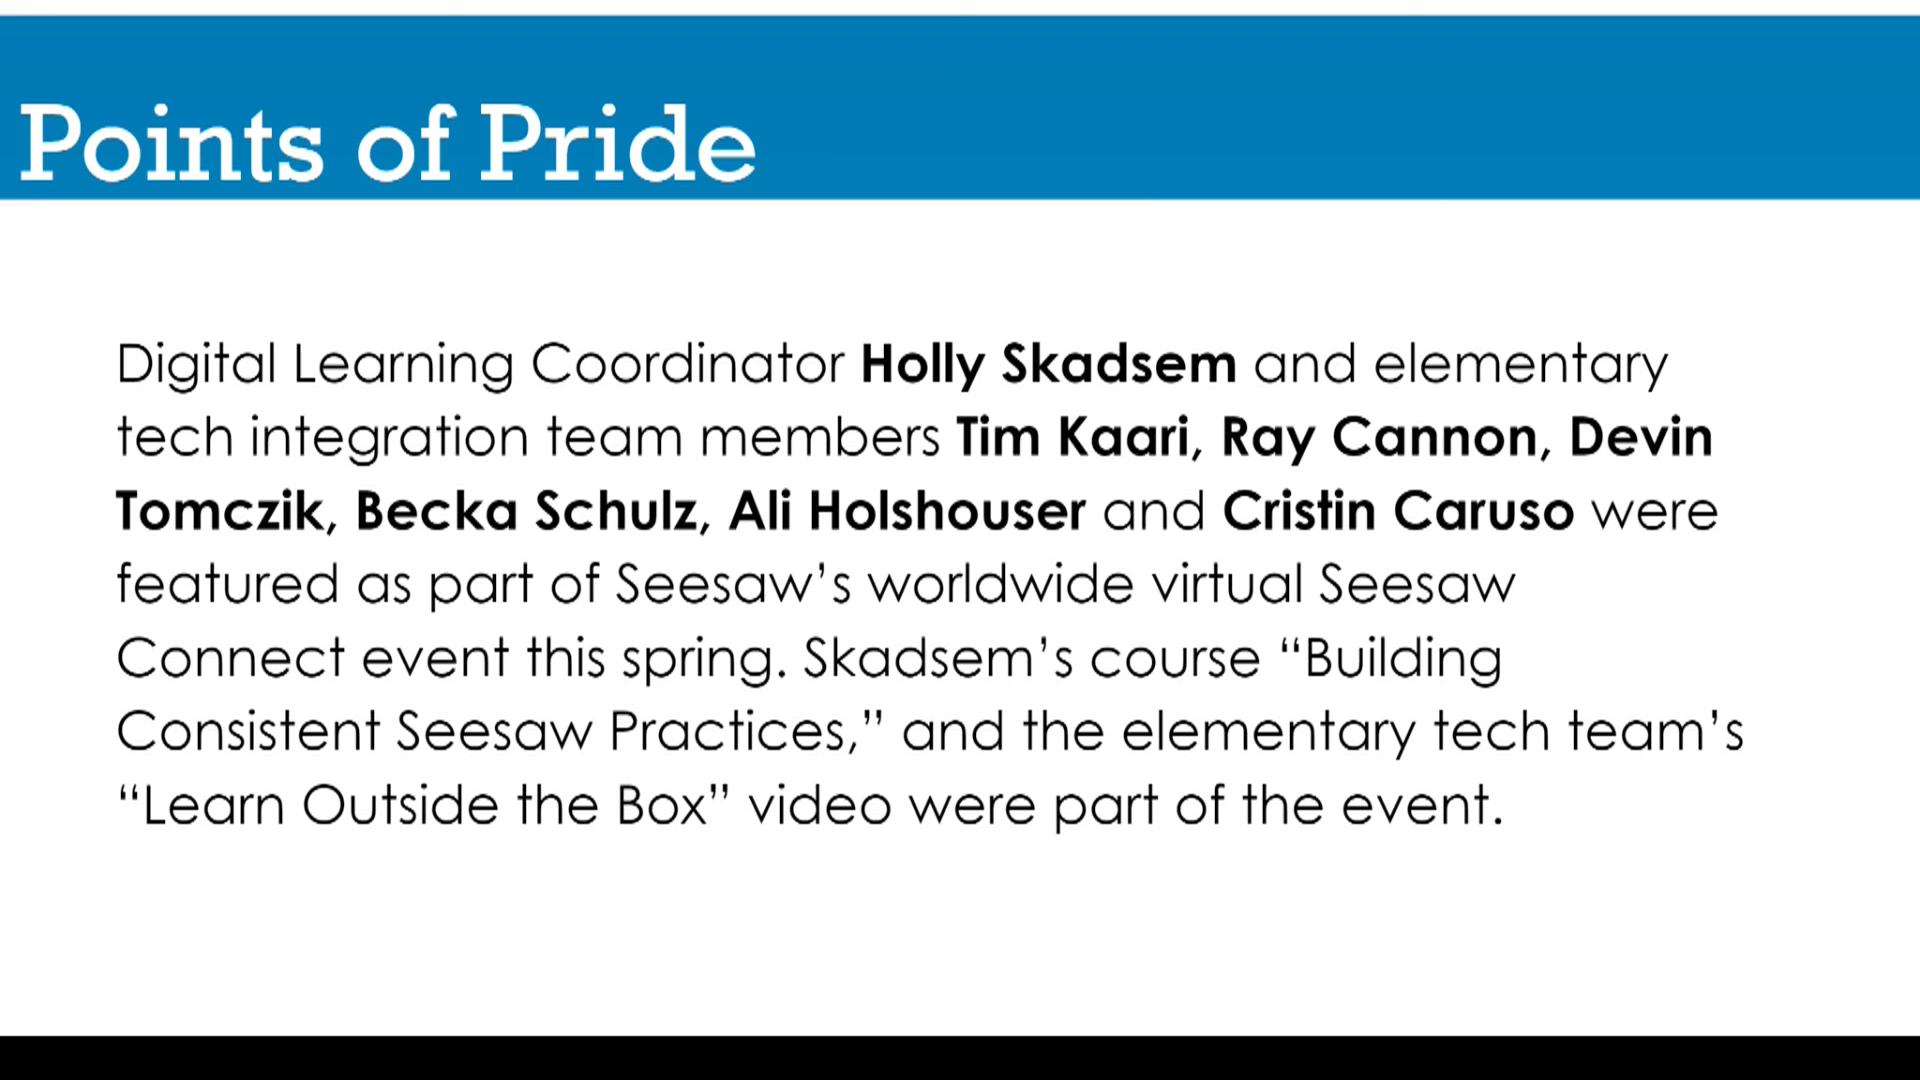 Points of Pride
Digital Learning Coordinator Holly Skadsem and elementary
tech integration team members Tim Kaari, Ray Cannon, Devin
Tomczik, Becka Schulz, Ali Holshouser and Cristin Caruso were
featured as part of Seesaw’s worldwide virtual Seesaw
Connect event this spring. Skadsem’s course “Building
Consistent Seesaw Practices,” and the elementary tech team’s
“Learn Outside the Box” video were part of the event.